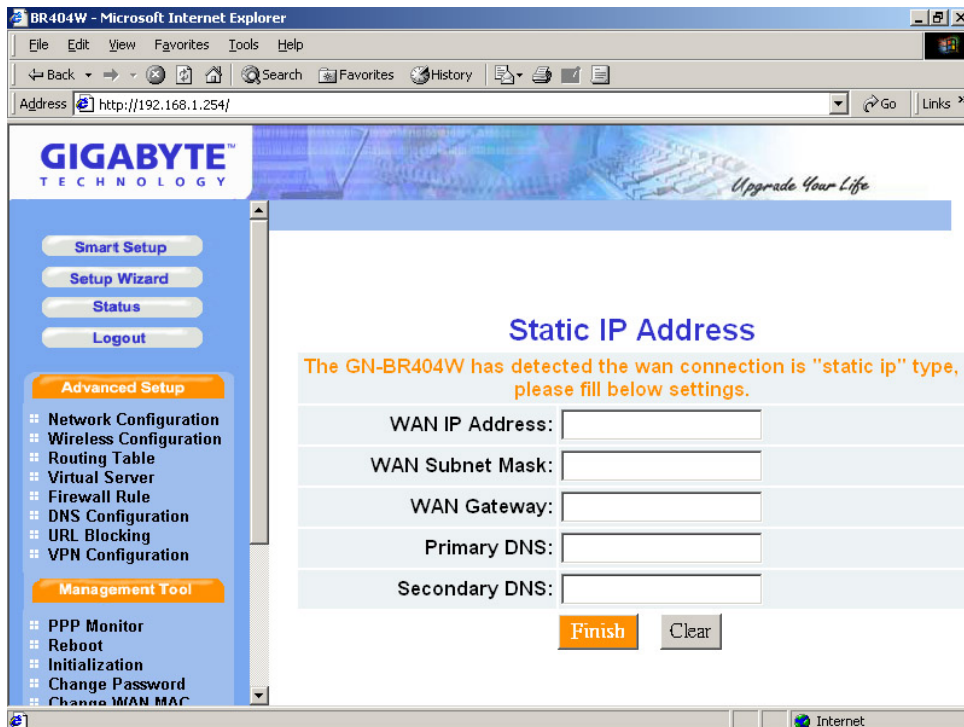 BR404W - Microsoft Internet Explorer
File Edit View Favorites Tools Help
Back Search Favorites History
Address http://192.168.1.254/ Go Links »
GIGABYTE™
TECHNOLOGY
Upgrade Your Life
Smart Setup
Setup Wizard
Status
Logout
Advanced Setup
Network Configuration
Wireless Configuration
Routing Table
Virtual Server
Firewall Rule
DNS Configuration
URL Blocking
VPN Configuration
Management Tool
PPP Monitor
Reboot
Initialization
Change Password
Change WAN MAC
Static IP Address
The GN-BR404W has detected the wan connection is "static ip" type,
please fill below settings.
WAN IP Address:
WAN Subnet Mask:
WAN Gateway:
Primary DNS:
Secondary DNS:
Finish Clear
Internet